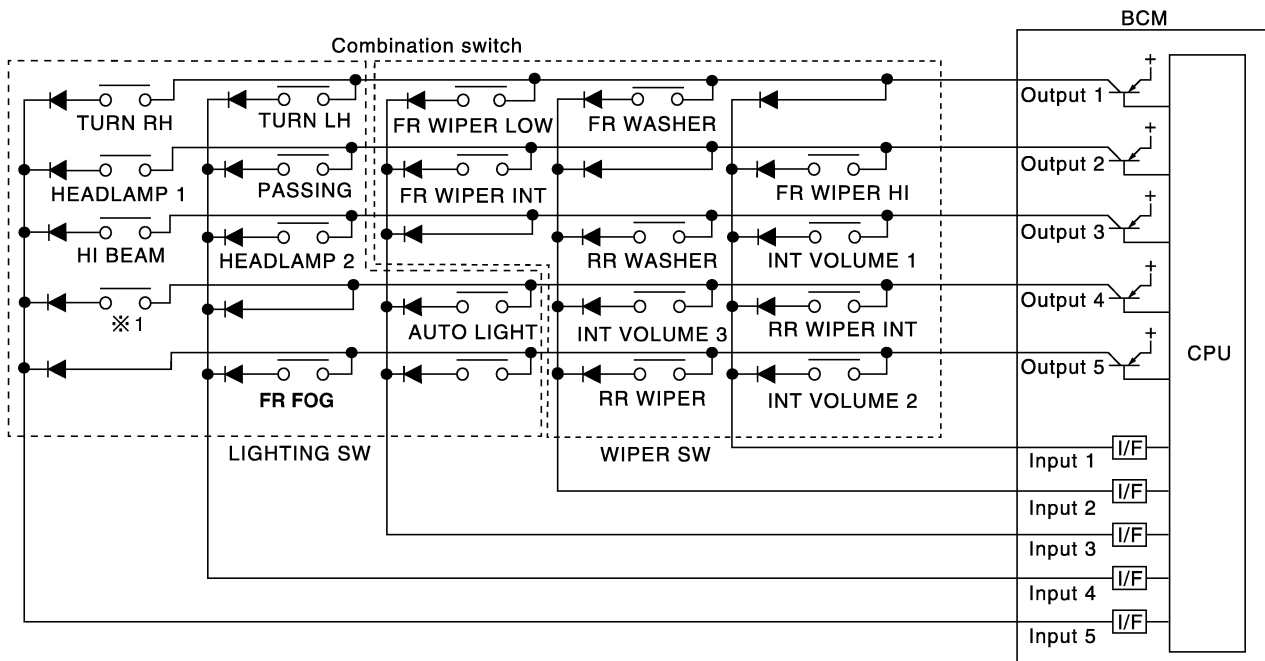 BCM
Combination switch
+
TURN RH
TURN LH
FR WIPER LOW
FR WASHER
Output 1
+
HEADLAMP 1
PASSING
FR WIPER INT
FR WIPER HI
Output 2
+
HI BEAM
HEADLAMP 2
RR WASHER
INT VOLUME 1
Output 3
+
※1
AUTO LIGHT
INT VOLUME 3
RR WIPER INT
Output 4
+
CPU
FR FOG
RR WIPER
INT VOLUME 2
Output 5
LIGHTING SW
WIPER SW
Input 1
I/F
Input 2
I/F
Input 3
I/F
Input 4
I/F
Input 5
I/F